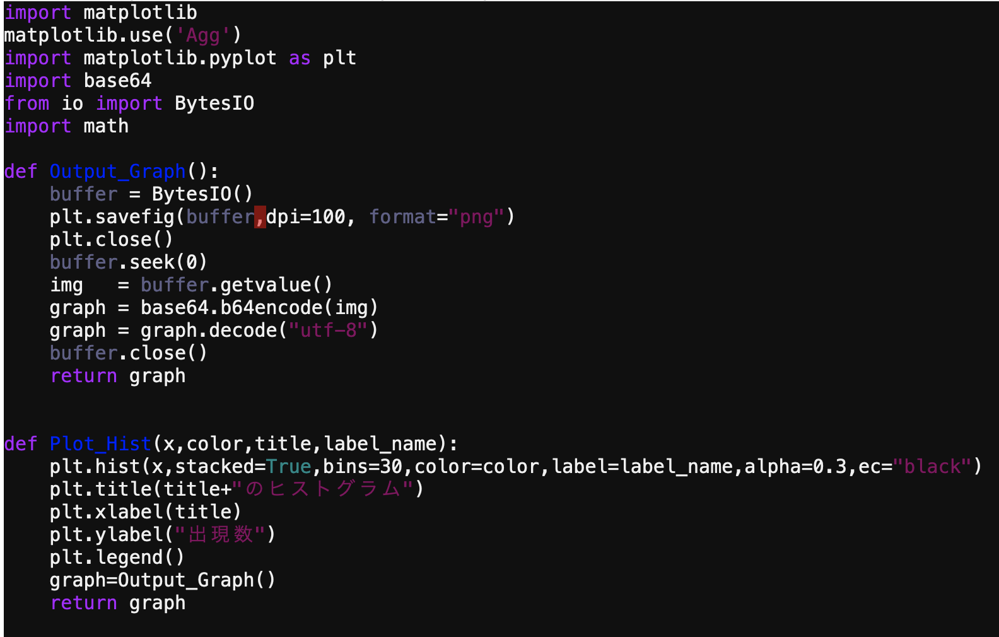 import matplotlib
matplotlib.use('Agg')
import matplotlib.pyplot as plt
import base64
from io import BytesIO
import math

def Output_Graph():
    buffer = BytesIO()
    plt.savefig(buffer,dpi=100, format="png")
    plt.close()
    buffer.seek(0)
    img   = buffer.getvalue()
    graph = base64.b64encode(img)
    graph = graph.decode("utf-8")
    buffer.close()
    return graph


def Plot_Hist(x,color,title,label_name):
    plt.hist(x,stacked=True,bins=30,color=color,label=label_name,alpha=0.3,ec="black")
    plt.title(title+"のヒストグラム")
    plt.xlabel(title)
    plt.ylabel("出現数")
    plt.legend()
    graph=Output_Graph()
    return graph